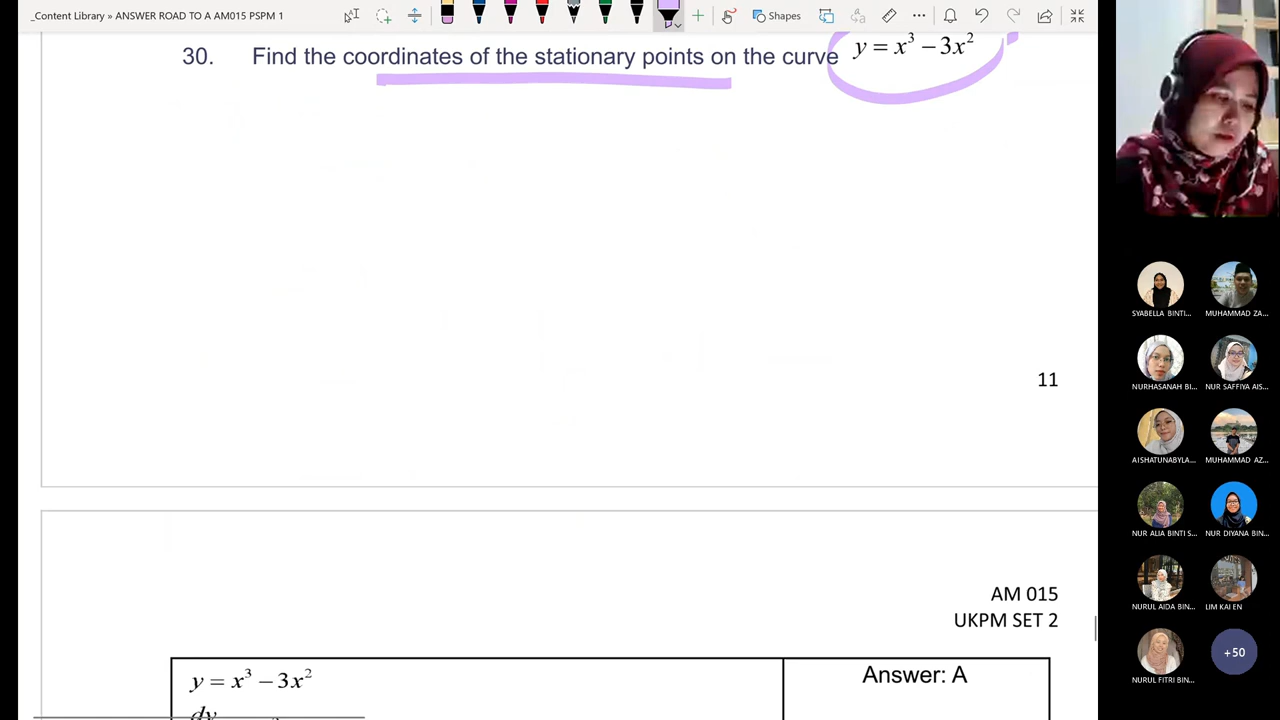 _Content Library » ANSWER ROAD TO A AM015 PSPM 1
Shapes
30. Find the coordinates of the stationary points on the curve y = x³ − 3x²
11
AM 015
UKPM SET 2
y = x³ − 3x²
Answer: A
dy
SYABELLA BINTI...
MUHAMMAD ZA...
NURHASANAH BI...
NUR SAFFIYA AIS...
AISHATUNABYLA...
MUHAMMAD AZ...
NUR ALIA BINTI S...
NUR DIYANA BIN...
NURUL AIDA BIN...
LIM KAI EN
NURUL FITRI BIN...
+50